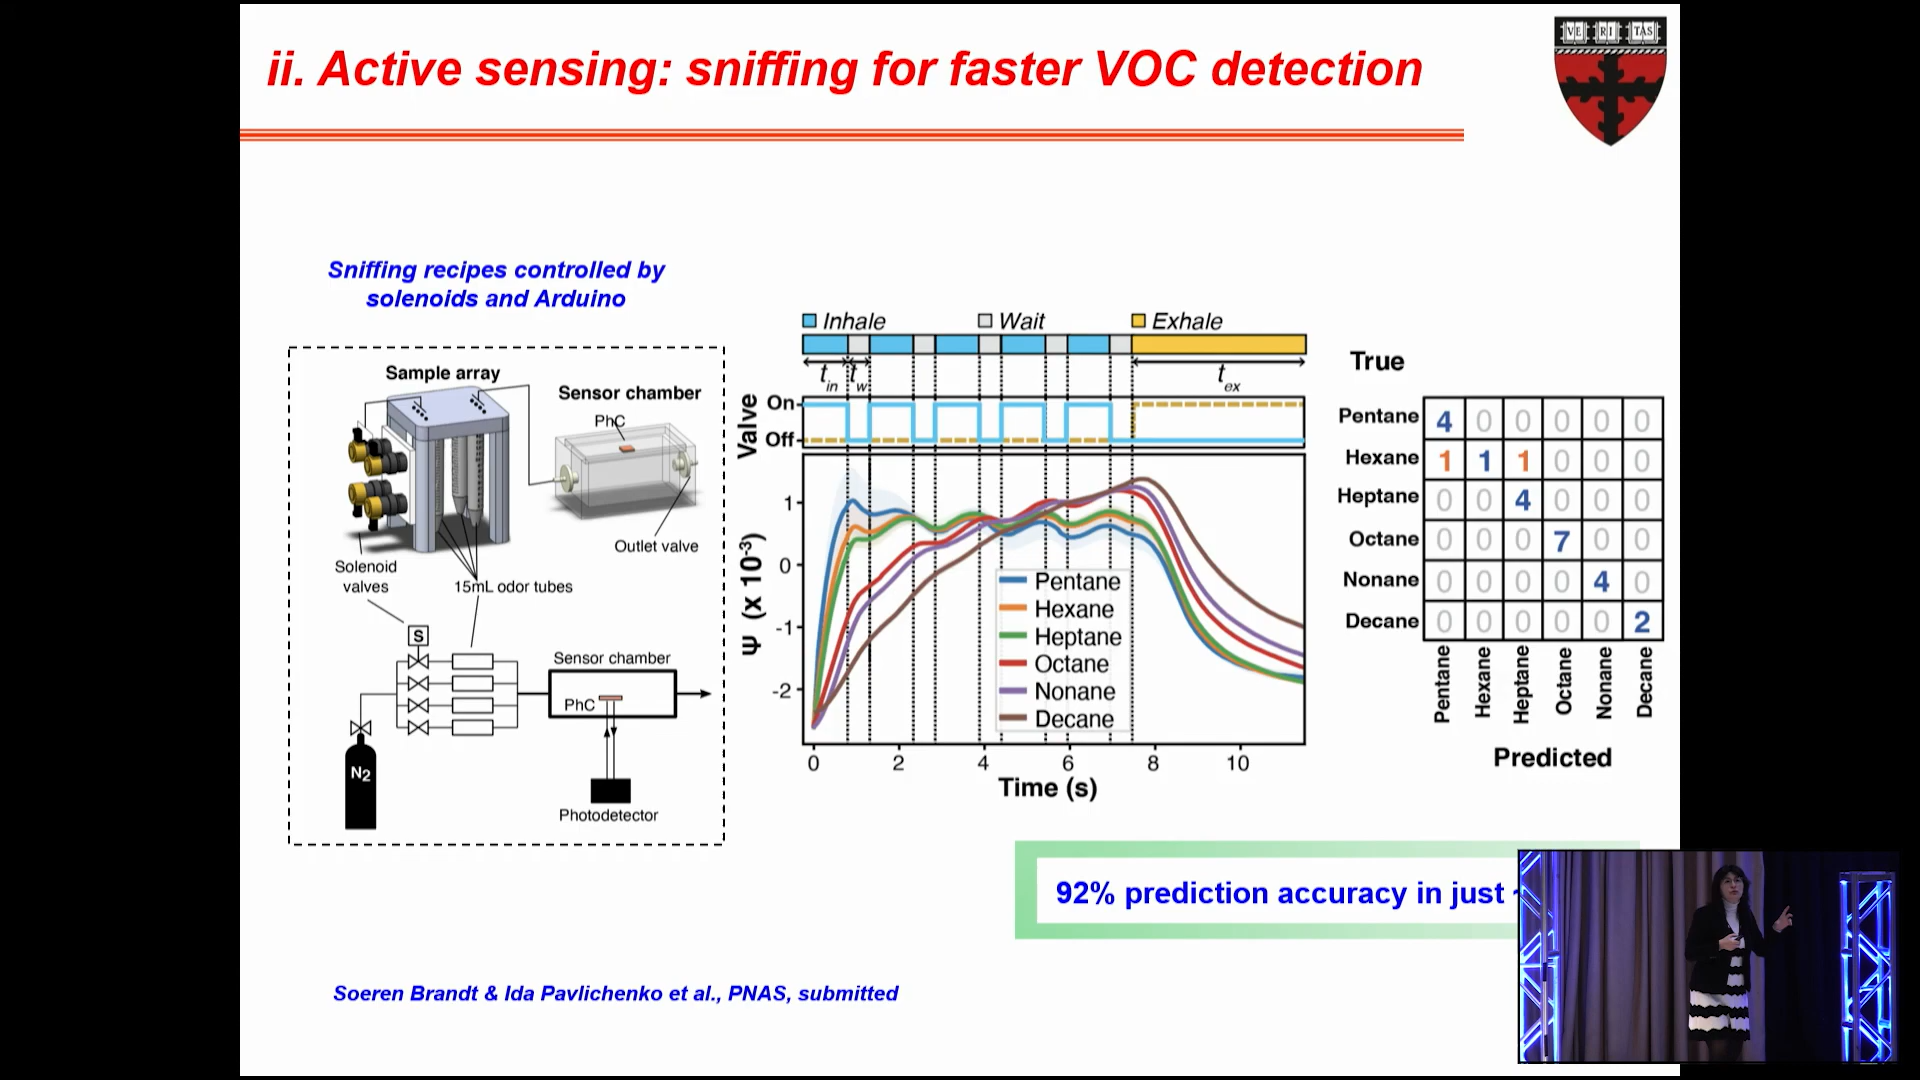 ii. Active sensing: sniffing for faster VOC detection
VE RI TAS
Sniffing recipes controlled by
solenoids and Arduino
Sample array
Sensor chamber
PhC
Outlet valve
Solenoid
valves
15mL odor tubes
S
Sensor chamber
PhC
N2
Photodetector
Inhale Wait Exhale
tin tw tex
Valve
On
Off
Ψ (x 10-3)
1
0
-1
-2
Pentane
Hexane
Heptane
Octane
Nonane
Decane
0 2 4 6 8 10
Time (s)
True
Pentane 4 0 0 0 0 0
Hexane 1 1 1 0 0 0
Heptane 0 0 4 0 0 0
Octane 0 0 0 7 0 0
Nonane 0 0 0 0 4 0
Decane 0 0 0 0 0 2
Pentane Hexane Heptane Octane Nonane Decane
Predicted
92% prediction accuracy in just
Soeren Brandt & Ida Pavlichenko et al., PNAS, submitted